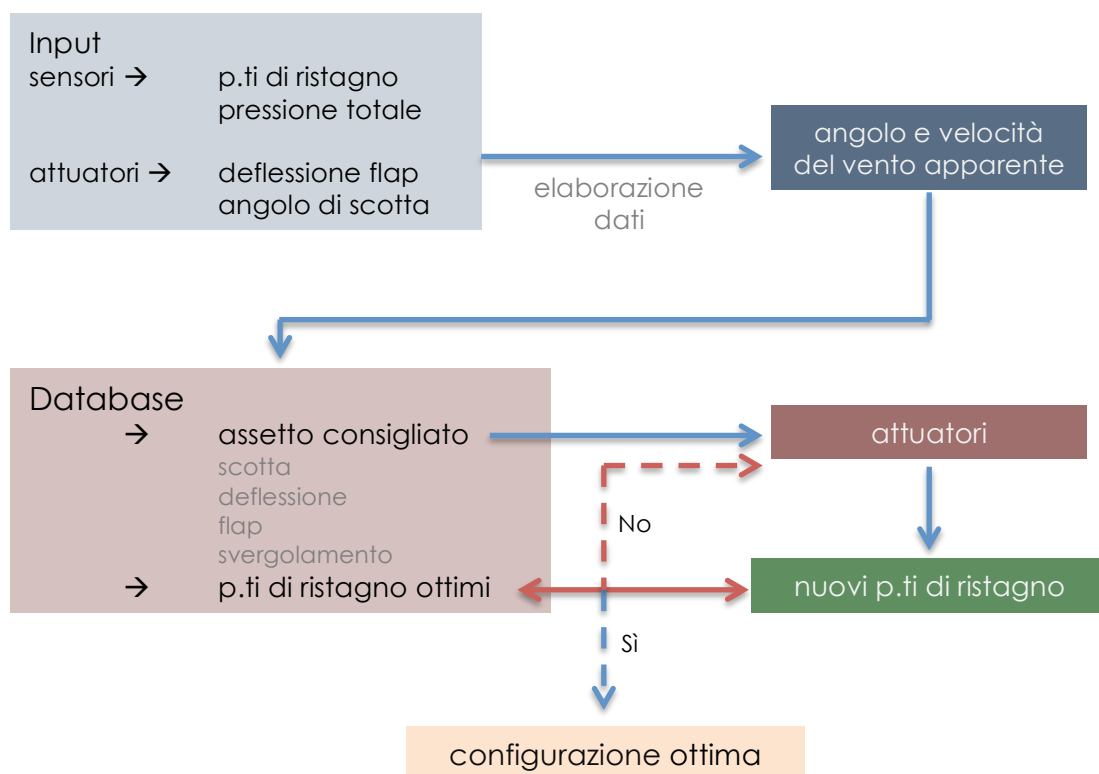 Input
sensori → p.ti di ristagno
pressione totale
attuatori → deflessione flap
angolo di scotta
elaborazione
dati
angolo e velocità
del vento apparente
Database
→ assetto consigliato
scotta
deflessione
flap
svergolamento
→ p.ti di ristagno ottimi
attuatori
No
nuovi p.ti di ristagno
Sì
configurazione ottima